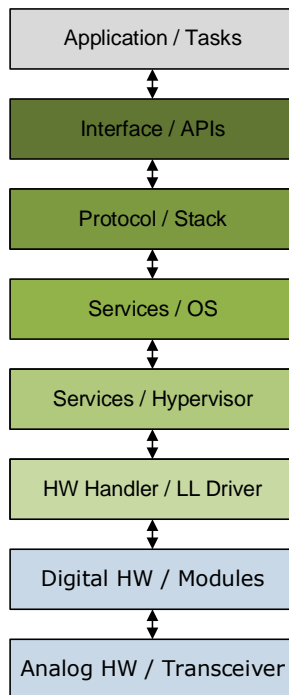 Application / Tasks
Interface / APIs
Protocol / Stack
Services / OS
Services / Hypervisor
HW Handler / LL Driver
Digital HW / Modules
Analog HW / Transceiver